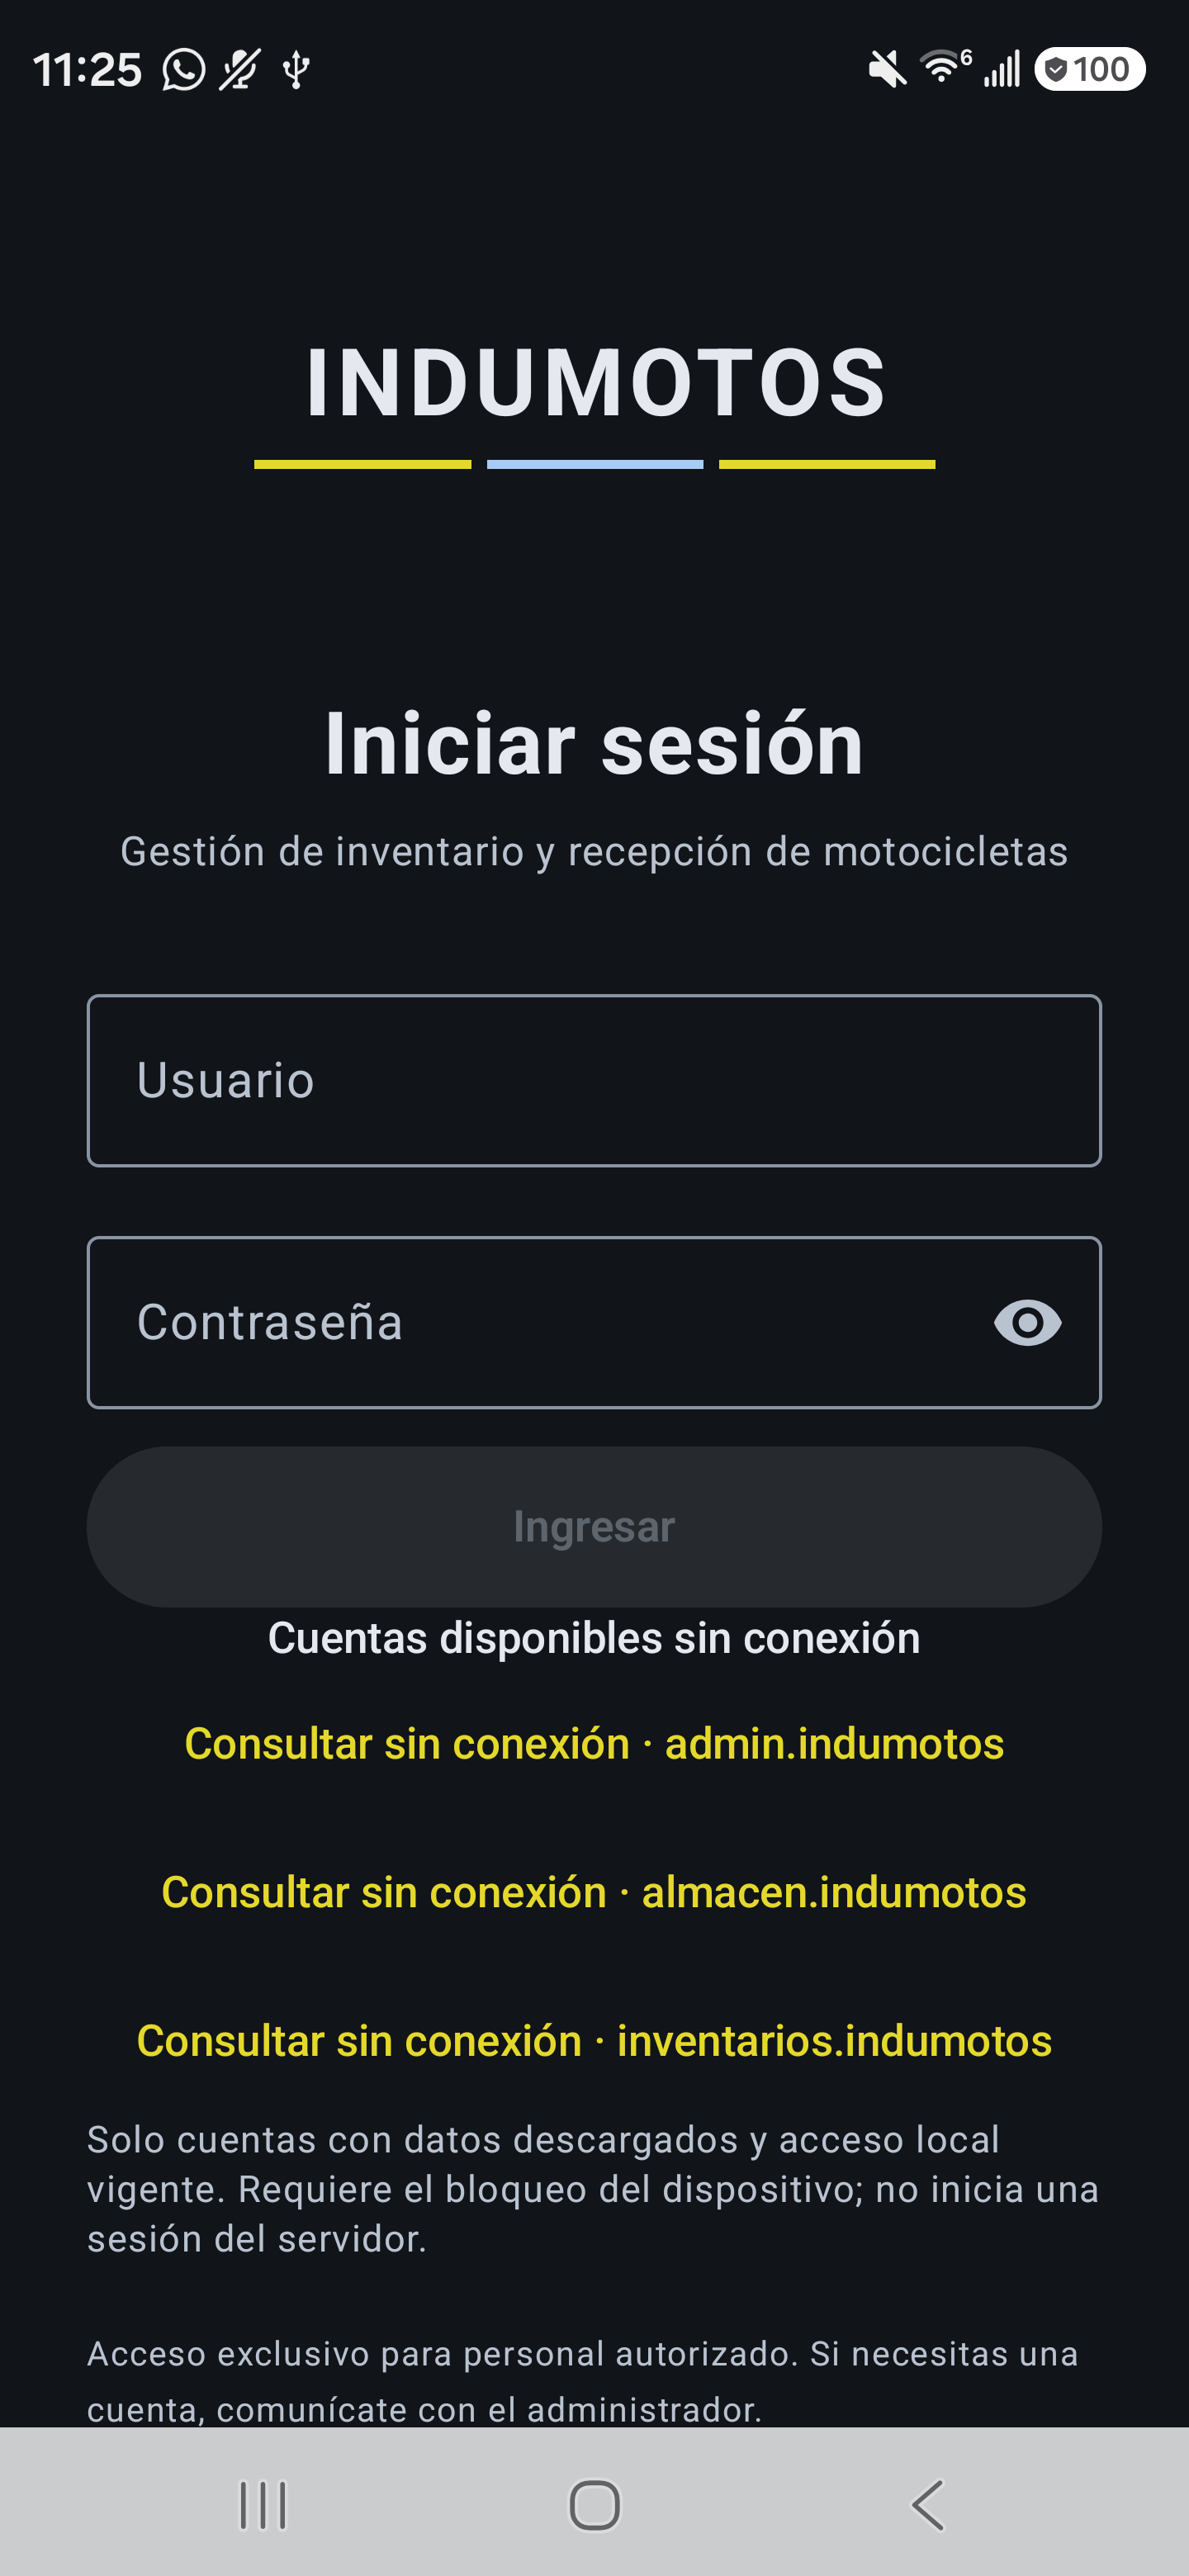 11:25
6
100
INDUMOTOS
Iniciar sesión
Gestión de inventario y recepción de motocicletas
Usuario
Contraseña
Ingresar
Cuentas disponibles sin conexión
Consultar sin conexión · admin.indumotos
Consultar sin conexión · almacen.indumotos
Consultar sin conexión · inventarios.indumotos
Solo cuentas con datos descargados y acceso local
vigente. Requiere el bloqueo del dispositivo; no inicia una
sesión del servidor.
Acceso exclusivo para personal autorizado. Si necesitas una
cuenta, comunícate con el administrador.